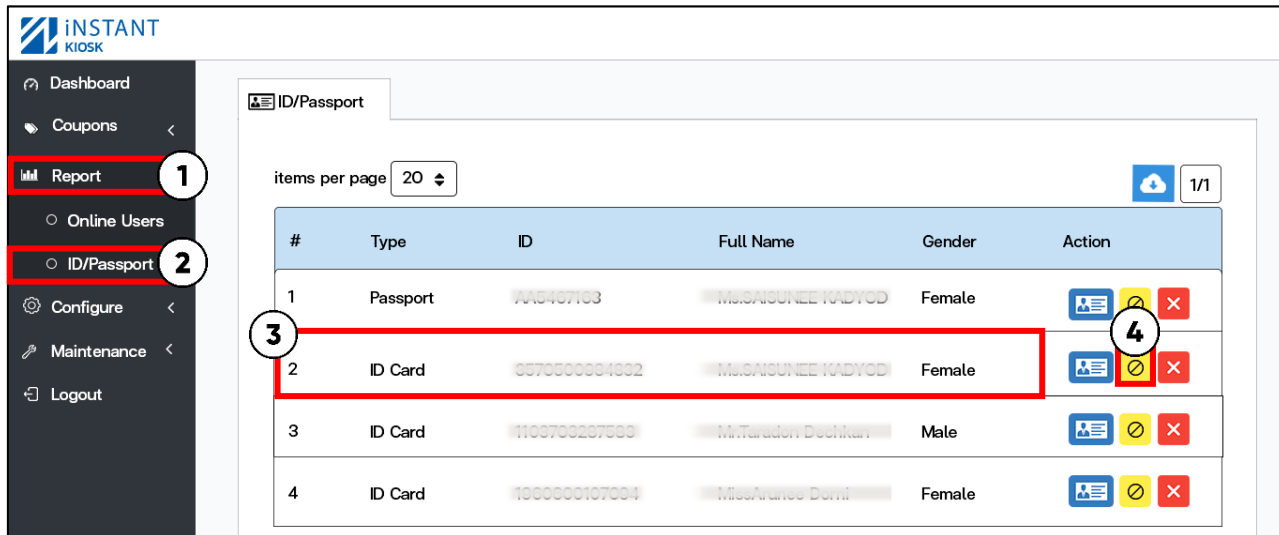 iNSTANT
KIOSK
Dashboard
Coupons
Report 1
Online Users
ID/Passport 2
Configure
Maintenance
Logout
ID/Passport
items per page 20
1/1
# Type ID Full Name Gender Action
1 Passport Female
3
4
2 ID Card Female
3 ID Card Male
4 ID Card Female